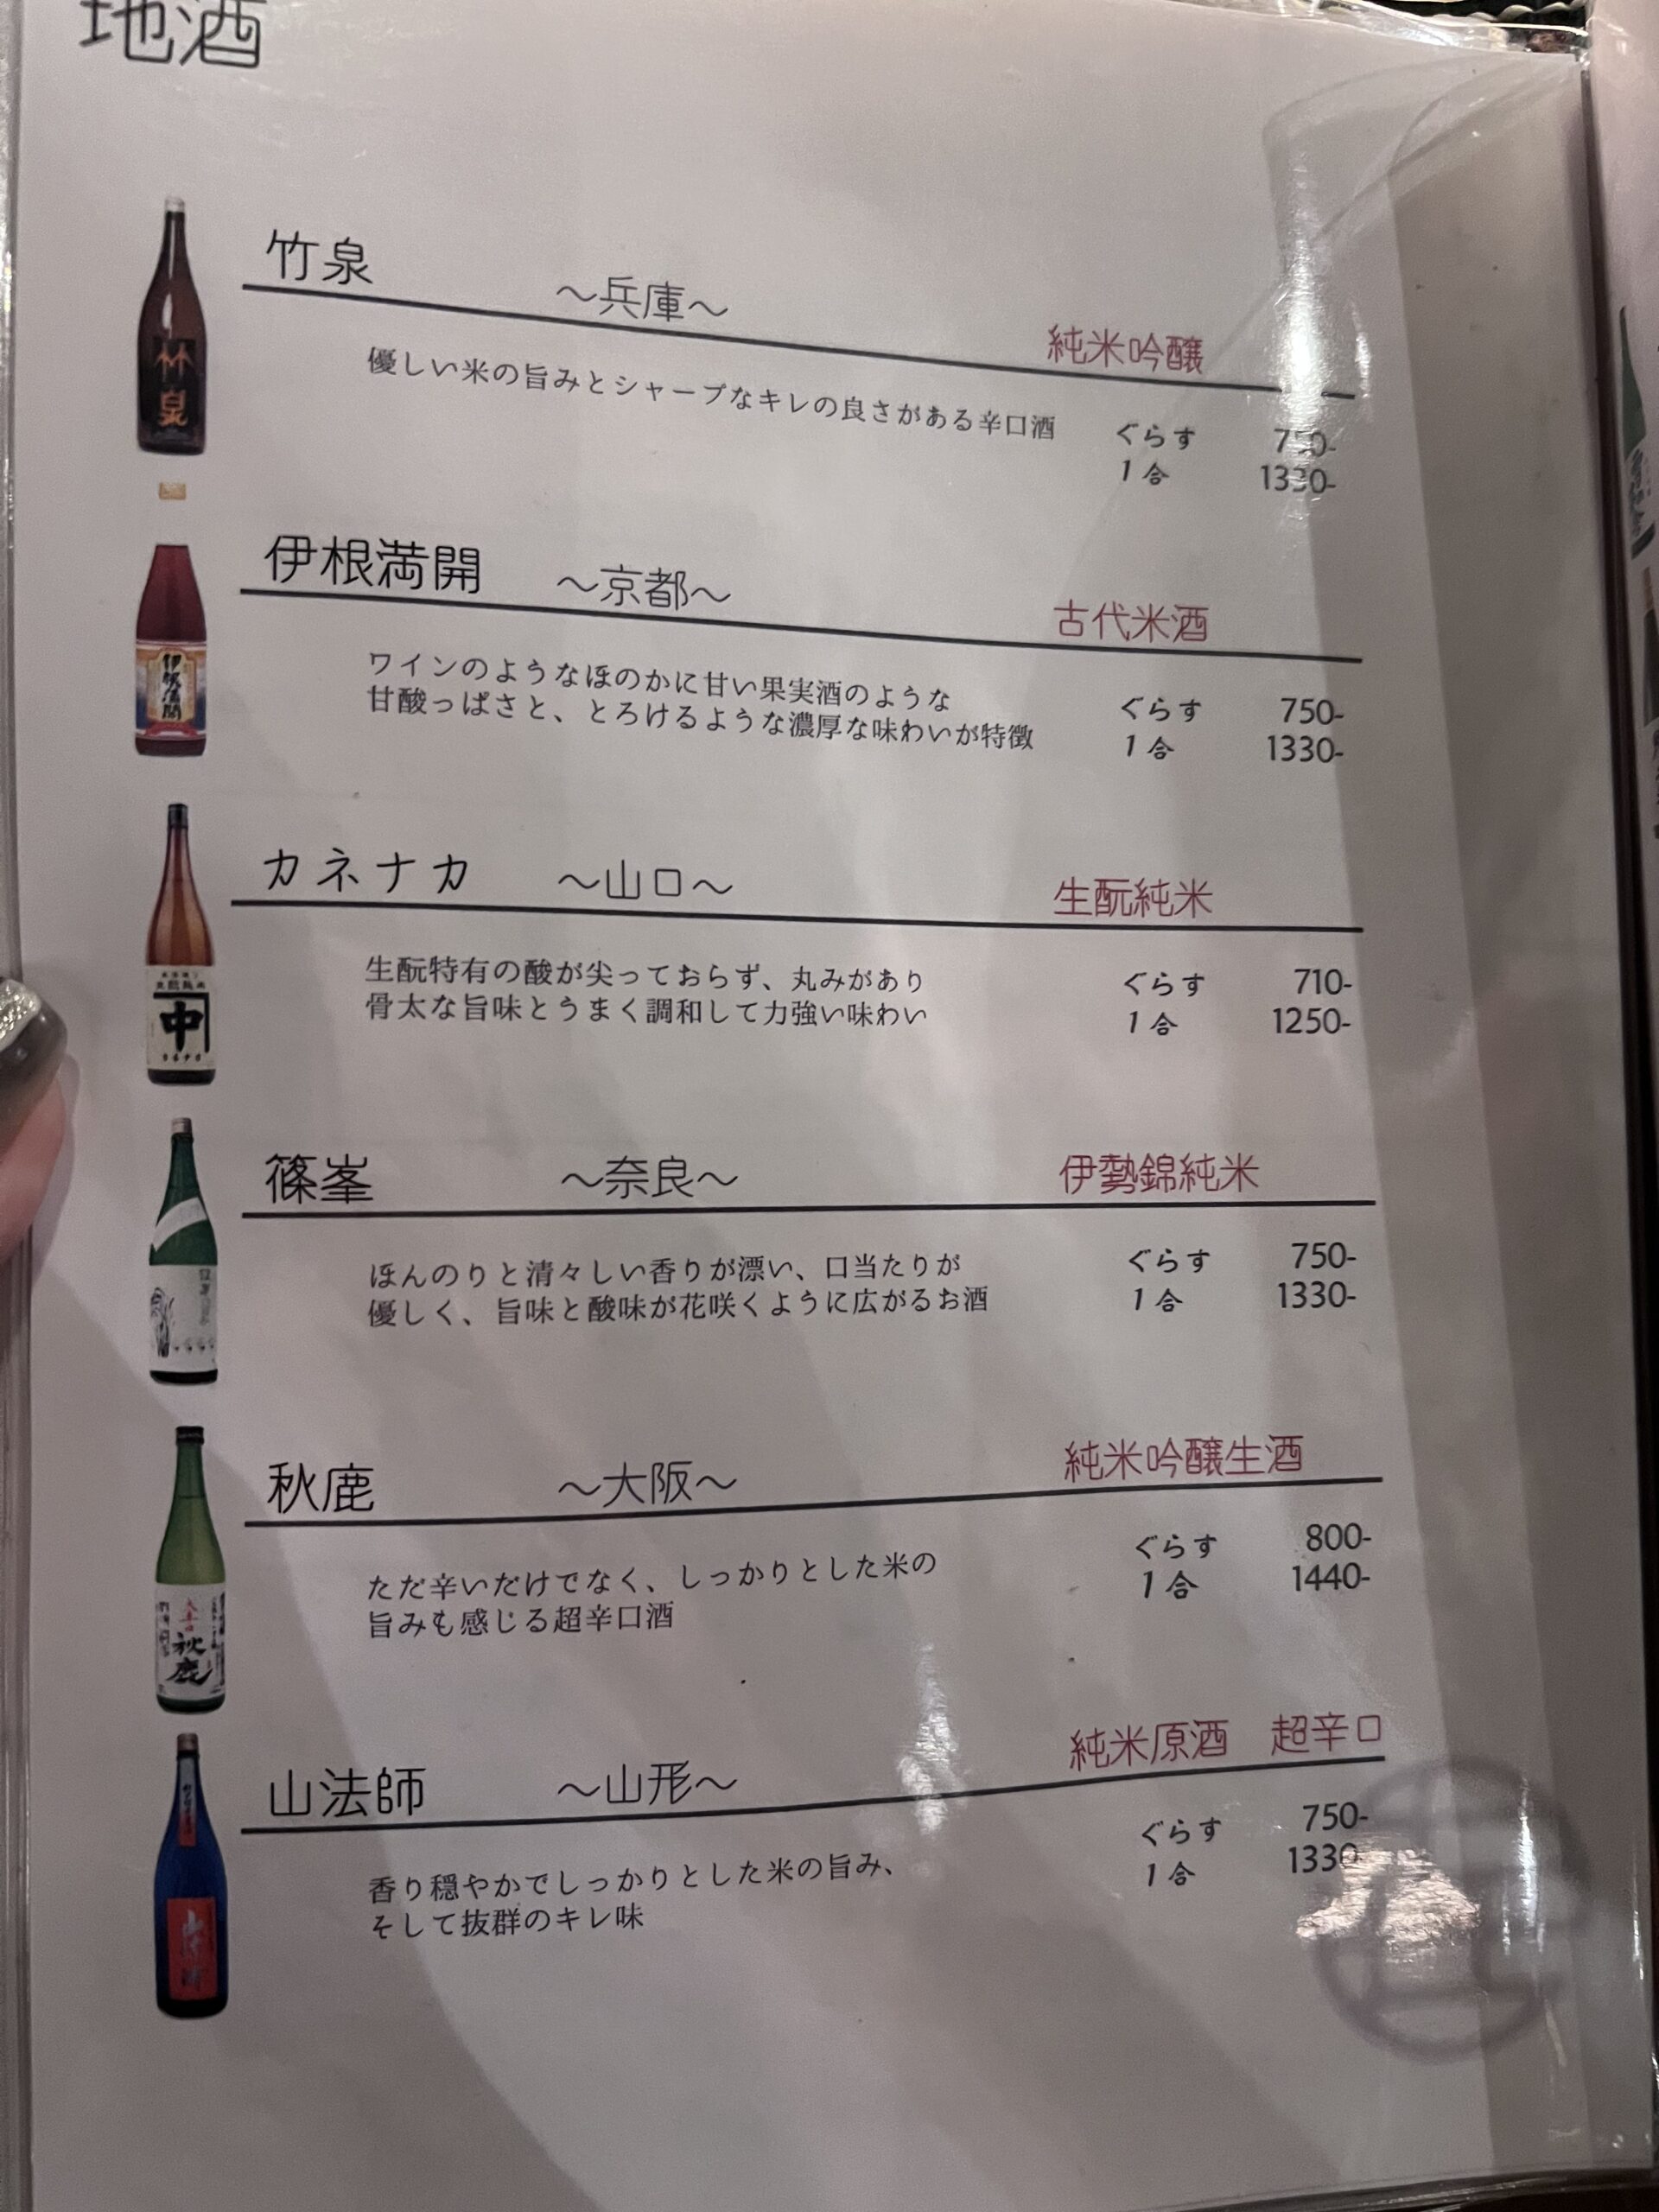 地酒
竹泉 ～兵庫～ 純米吟醸
優しい米の旨みとシャープなキレの良さがある辛口酒
ぐらす 750-
1合 1330-
伊根満開 ～京都～ 古代米酒
ワインのようなほのかに甘い果実酒のような
甘酸っぱさと、とろけるような濃厚な味わいが特徴
ぐらす 750-
1合 1330-
カネナカ ～山口～ 生酛純米
生酛特有の酸が尖っておらず、丸みがあり
骨太な旨味とうまく調和して力強い味わい
ぐらす 710-
1合 1250-
篠峯 ～奈良～ 伊勢錦純米
ほんのりと清々しい香りが漂い、口当たりが
優しく、旨味と酸味が花咲くように広がるお酒
ぐらす 750-
1合 1330-
秋鹿 ～大阪～ 純米吟醸生酒
ただ辛いだけでなく、しっかりとした米の
旨みも感じる超辛口酒
ぐらす 800-
1合 1440-
山法師 ～山形～ 純米原酒 超辛口
香り穏やかでしっかりとした米の旨み、
そして抜群のキレ味
ぐらす 750-
1合 1330
竹泉
伊根満開
中
カネナカ
秋鹿